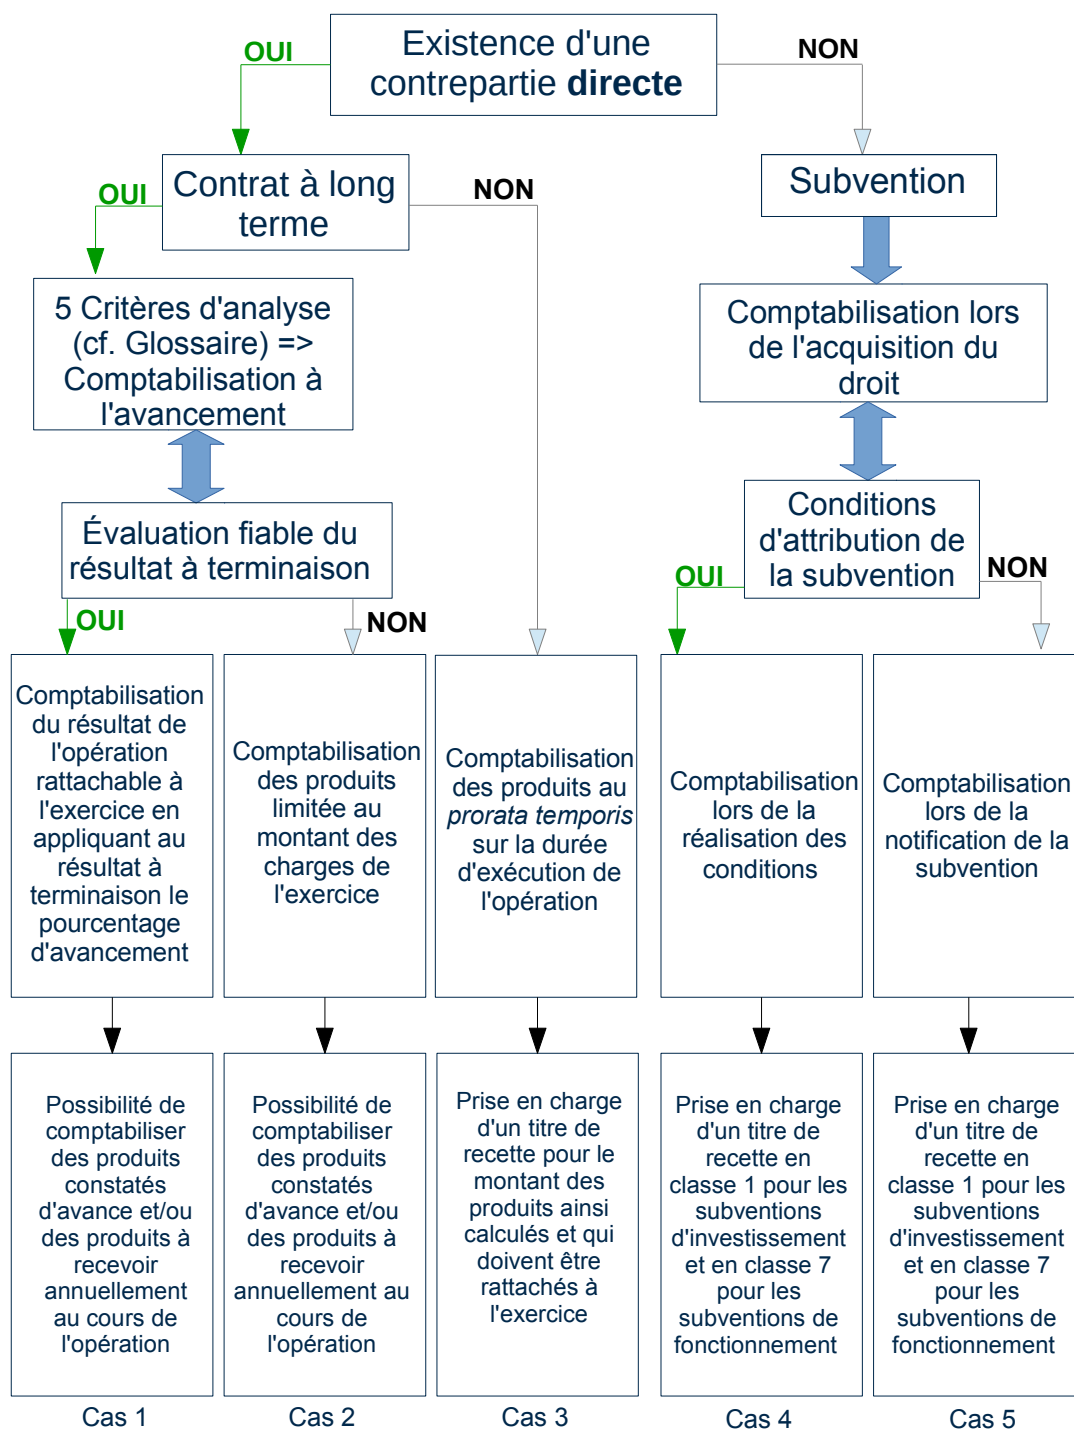 Existence d'une
contrepartie directe
OUI
NON
Contrat à long
terme
OUI
NON
Subvention
5 Critères d'analyse
(cf. Glossaire) =>
Comptabilisation à
l'avancement
Comptabilisation lors
de l'acquisition du
droit
Évaluation fiable du
résultat à terminaison
OUI
NON
Conditions
d'attribution de
la subvention
OUI
NON
Comptabilisation
du résultat de
l'opération
rattachable à
l'exercice en
appliquant au
résultat à
terminaison le
pourcentage
d'avancement
Comptabilisation
des produits
limitée au
montant des
charges de
l'exercice
Comptabilisation
des produits au
prorata temporis
sur la durée
d'exécution de
l'opération
Comptabilisation
lors de la
réalisation des
conditions
Comptabilisation
lors de la
notification de la
subvention
Possibilité de
comptabiliser
des produits
constatés
d'avance et/ou
des produits à
recevoir
annuellement
au cours de
l'opération
Possibilité de
comptabiliser
des produits
constatés
d'avance et/ou
des produits à
recevoir
annuellement au
cours de
l'opération
Prise en charge
d'un titre de
recette pour le
montant des
produits ainsi
calculés et qui
doivent être
rattachés à
l'exercice
Prise en charge
d'un titre de
recette en
classe 1 pour les
subventions
d'investissement
et en classe 7
pour les
subventions de
fonctionnement
Prise en charge
d'un titre de
recette en
classe 1 pour les
subventions
d'investissement
et en classe 7
pour les
subventions de
fonctionnement
Cas 1
Cas 2
Cas 3
Cas 4
Cas 5